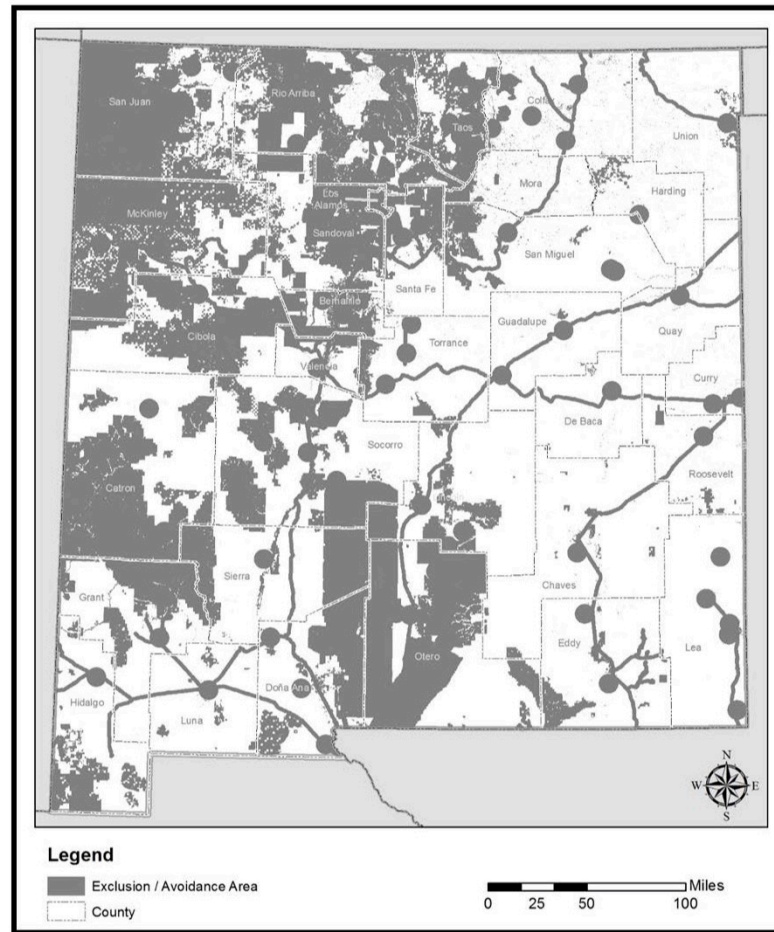 San Juan
Rio Arriba
Taos
Colfax
Union
Mora
Harding
McKinley
Los
Alamos
Sandoval
San Miguel
Santa Fe
Bernalillo
Cibola
Guadalupe
Quay
Torrance
Valencia
Curry
De Baca
Socorro
Roosevelt
Catron
Sierra
Grant
Chaves
Otero
Eddy
Lea
Hidalgo
Luna
Doña Ana
N
W
E
S
Legend
Exclusion / Avoidance Area
County
Miles
0 25 50 100